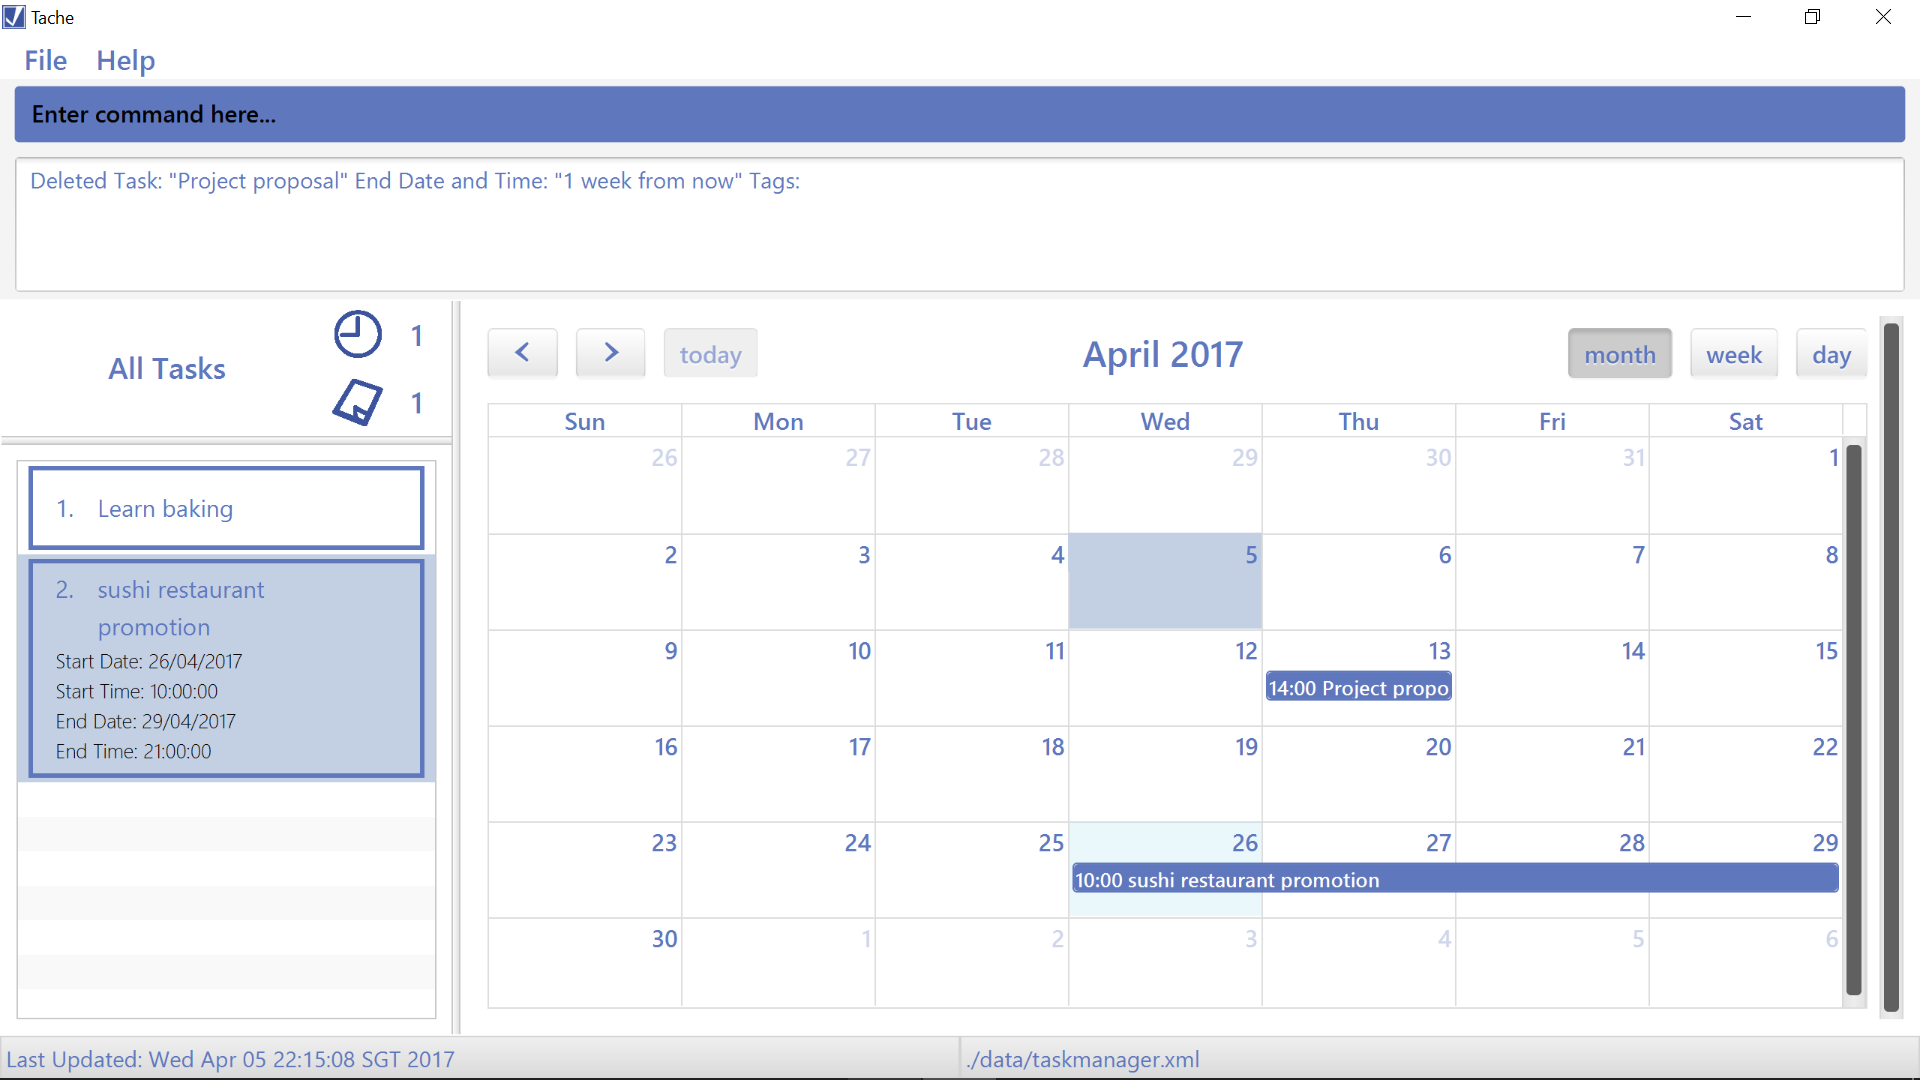 Tache
File Help
Enter command here...
Deleted Task: "Project proposal" End Date and Time: "1 week from now" Tags:
All Tasks
1
1
1. Learn baking
2. sushi restaurant
promotion
Start Date: 26/04/2017
Start Time: 10:00:00
End Date: 29/04/2017
End Time: 21:00:00
< > today
April 2017
month week day
Sun Mon Tue Wed Thu Fri Sat
26 27 28 29 30 31 1
2 3 4 5 6 7 8
9 10 11 12 13 14 15
14:00 Project propo
16 17 18 19 20 21 22
23 24 25 26 27 28 29
10:00 sushi restaurant promotion
30 1 2 3 4 5 6
Last Updated: Wed Apr 05 22:15:08 SGT 2017
./data/taskmanager.xml